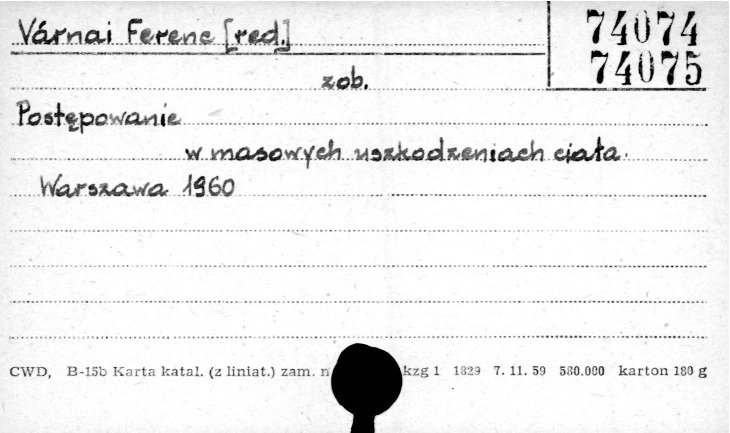 Várnai Ferenc [red.]
74074
74075
zob.
Postępowanie
w masowych uszkodzeniach ciała.
Warszawa 1960
CWD, B-15b Karta katal. (z liniat.) zam. n kzg 1 1829 7. 11. 59 580.000 karton 180 g